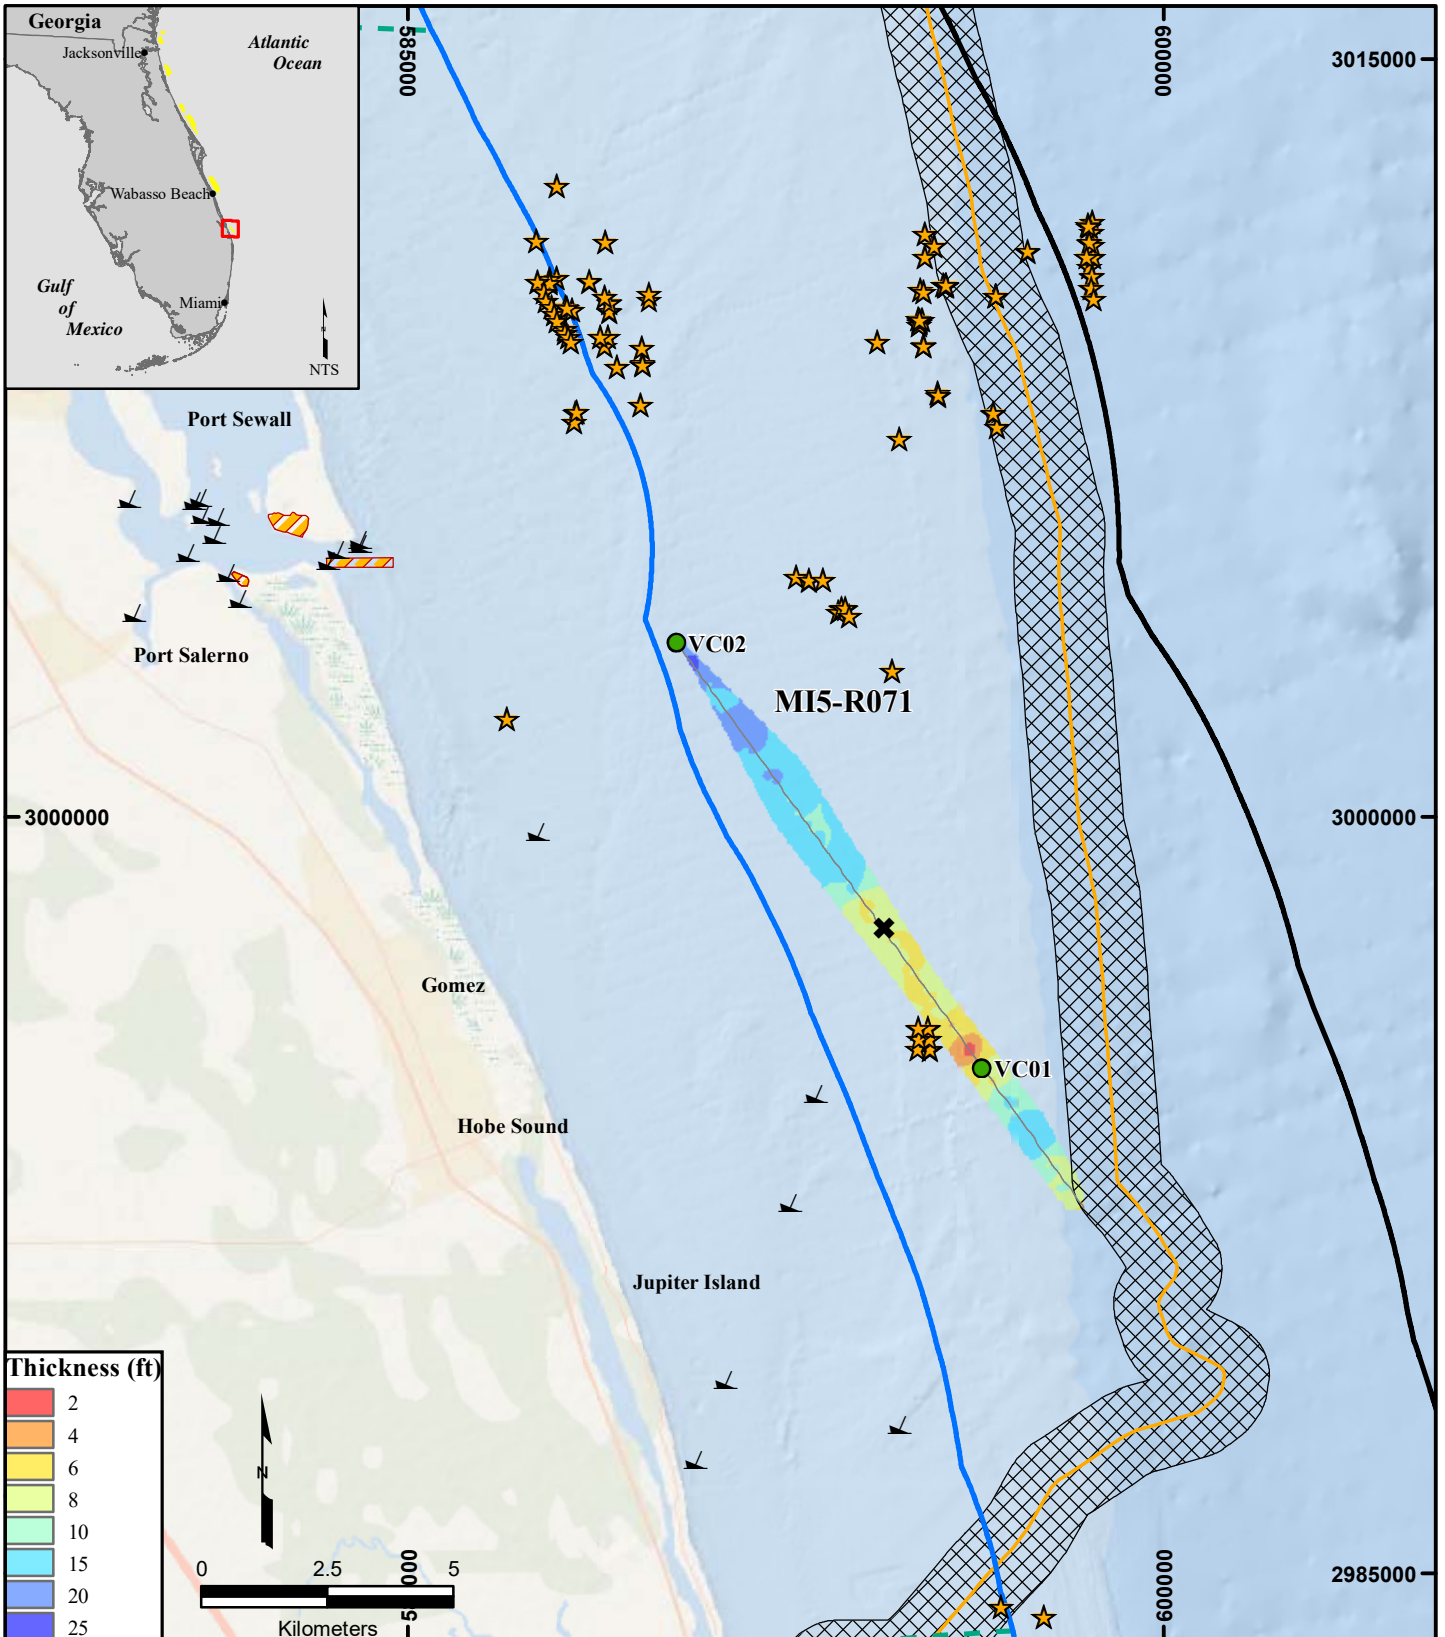 Georgia
Jacksonville
Atlantic
Ocean
Wabasso Beach
Gulf
of
Mexico
Miami
N
NTS
585000
600000
3015000
Port Sewall
Port Salerno
VC02
MI5-R071
3000000
3000000
Gomez
VC01
Hobe Sound
Jupiter Island
Thickness (ft)
2
4
6
8
10
15
20
25
N
0 2.5 5
Kilometers
600000
2985000